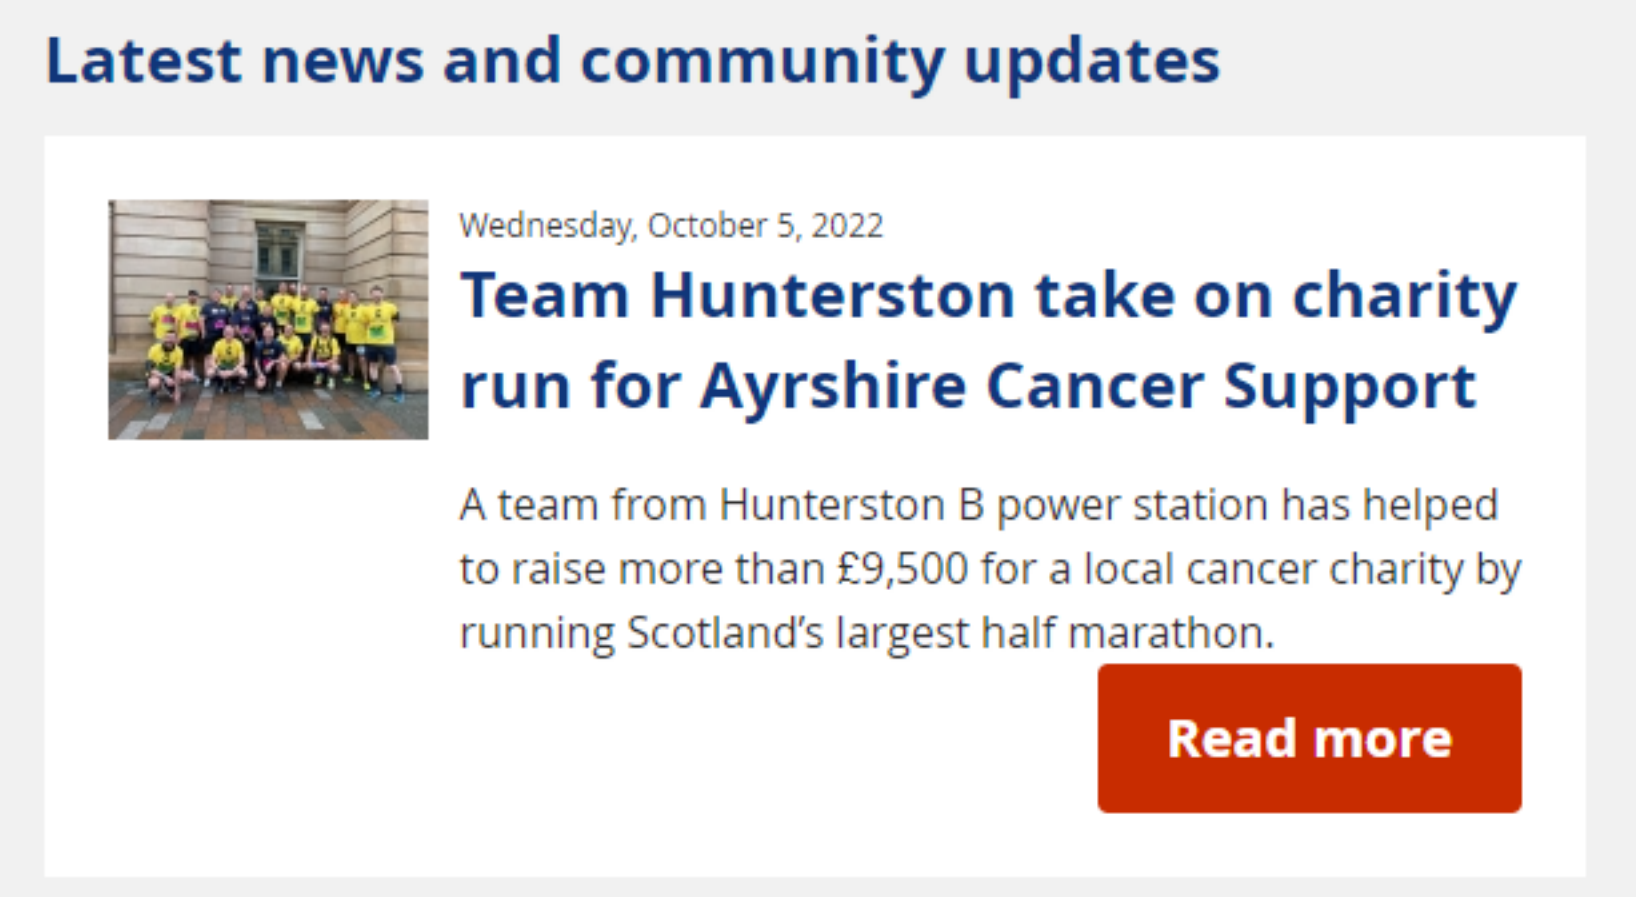 Latest news and community updates
Wednesday, October 5, 2022
Team Hunterston take on charity
run for Ayrshire Cancer Support
A team from Hunterston B power station has helped
to raise more than £9,500 for a local cancer charity by
running Scotland’s largest half marathon.
Read more